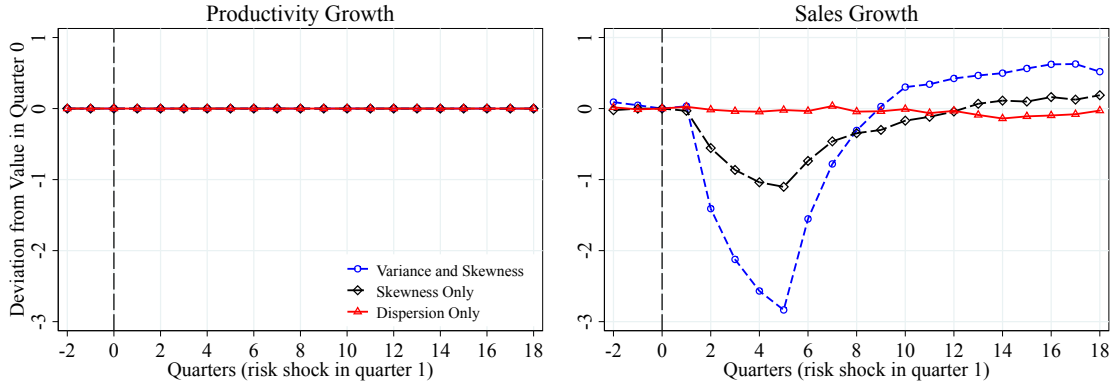 Productivity Growth
Deviation from Value in Quarter 0
1
0
-1
-2
-3
Variance and Skewness
Skewness Only
Dispersion Only
-2 0 2 4 6 8 10 12 14 16 18
Quarters (risk shock in quarter 1)
Sales Growth
1
0
-1
-2
-3
-2 0 2 4 6 8 10 12 14 16 18
Quarters (risk shock in quarter 1)